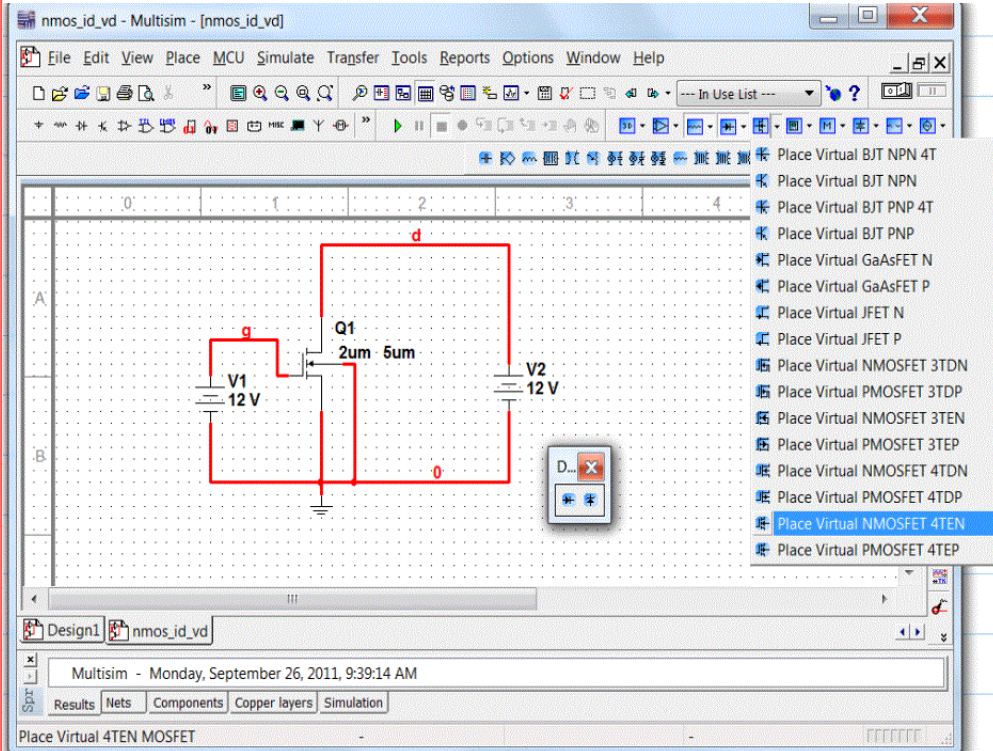 nmos_id_vd - Multisim - [nmos_id_vd]
File Edit View Place MCU Simulate Transfer Tools Reports Options Window Help
» --- In Use List --- ?
MISC »
Place Virtual BJT NPN 4T
Place Virtual BJT NPN
Place Virtual BJT PNP 4T
Place Virtual BJT PNP
Place Virtual GaAsFET N
Place Virtual GaAsFET P
Place Virtual JFET N
Place Virtual JFET P
Place Virtual NMOSFET 3TDN
Place Virtual PMOSFET 3TDP
Place Virtual NMOSFET 3TEN
Place Virtual PMOSFET 3TEP
Place Virtual NMOSFET 4TDN
Place Virtual PMOSFET 4TDP
Place Virtual NMOSFET 4TEN
Place Virtual PMOSFET 4TEP
0 1 2 3 4
A
B
d
g
Q1
2um 5um
V1
12 V
V2
12 V
0
D...
Design1 nmos_id_vd
Multisim - Monday, September 26, 2011, 9:39:14 AM
Spr
Results Nets Components Copper layers Simulation
Place Virtual 4TEN MOSFET - -